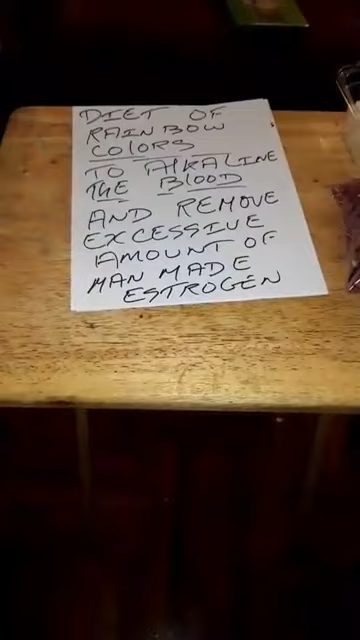 DIET OF
RAINBOW
COLORS
TO ALKALINE
THE BLOOD
AND REMOVE
EXCESSIVE
AMOUNT OF
MAN MADE
ESTROGEN